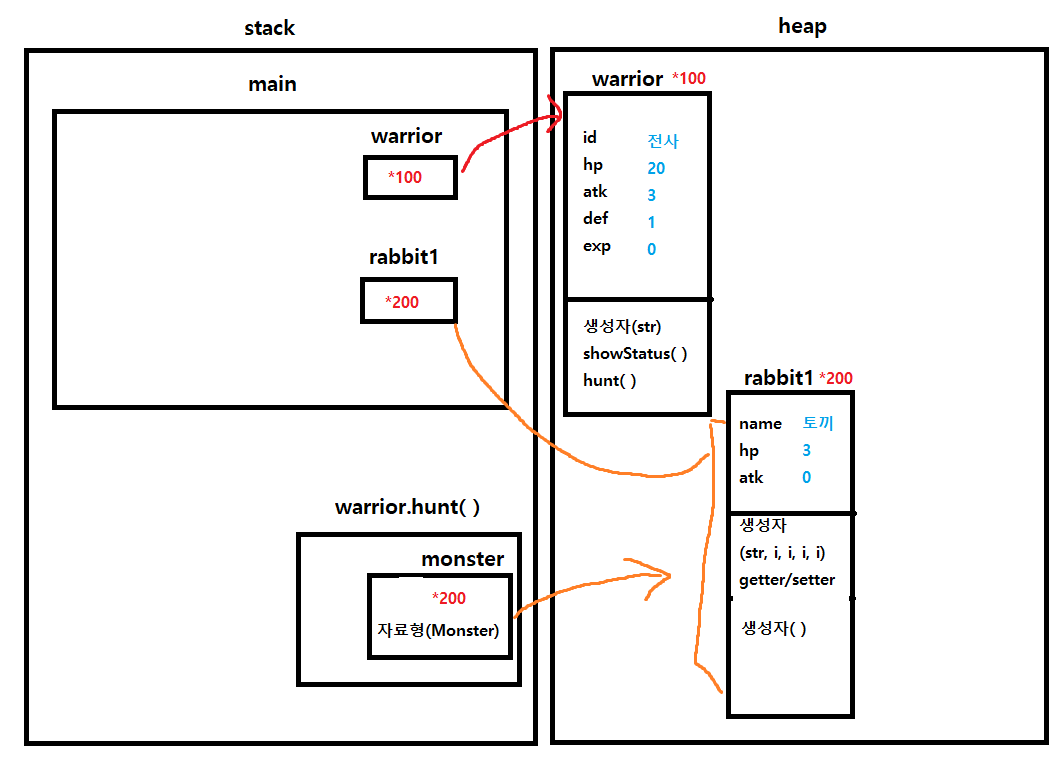 stack
main
warrior
*100
rabbit1
*200
warrior.hunt( )
monster
*200
자료형(Monster)
heap
warrior *100
id 전사
hp 20
atk 3
def 1
exp 0
생성자(str)
showStatus( )
hunt( )
rabbit1 *200
name 토끼
hp 3
atk 0
생성자
(str, i, i, i, i)
getter/setter
생성자( )